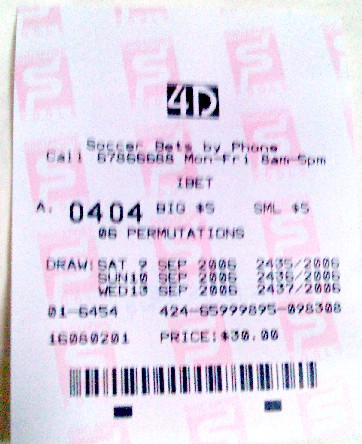 4D
Soccer Bets by Phone
Call 67866688 Mon-Fri 8am-5pm
IBET
A. 0404 BIG $5 SML $5
06 PERMUTATIONS
DRAW: SAT 9 SEP 2006 2435/2006
SUN10 SEP 2006 2436/2006
WED13 SEP 2006 2437/2006
01-6454 424-65999895-098308
16080201 PRICE:$30.00